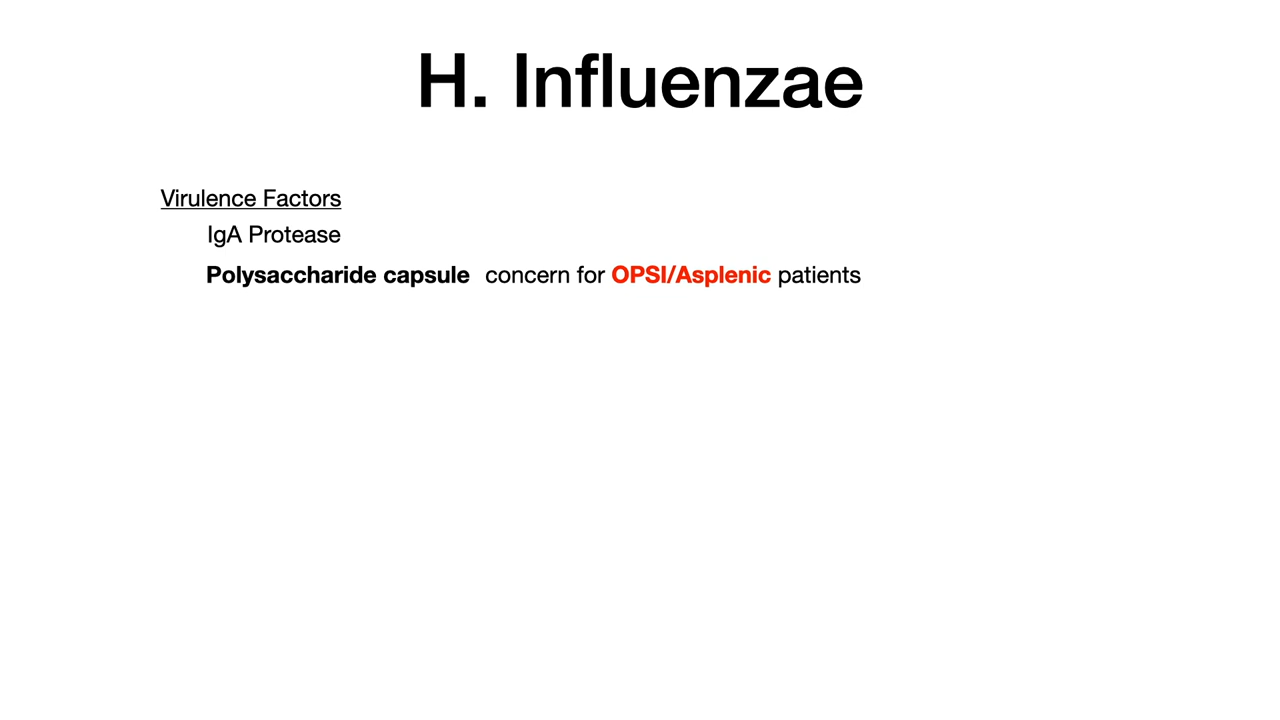 H. Influenzae
Virulence Factors
IgA Protease
Polysaccharide capsule concern for OPSI/Asplenic patients